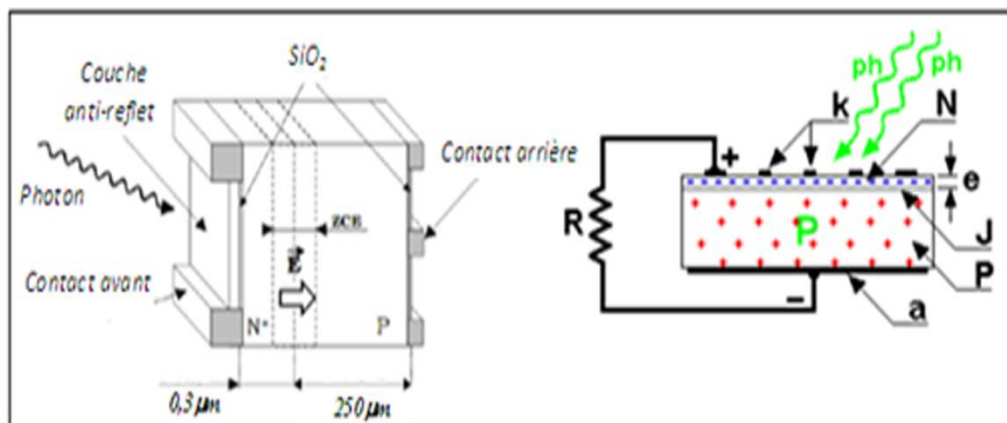 SiO₂
Couche
anti-reflet
Photon
Contact avant
Contact arrière
ZCE
E
N⁺
P
0,3 µm
250 µm
ph
ph
k
N
+
e
R
P
J
P
−
a